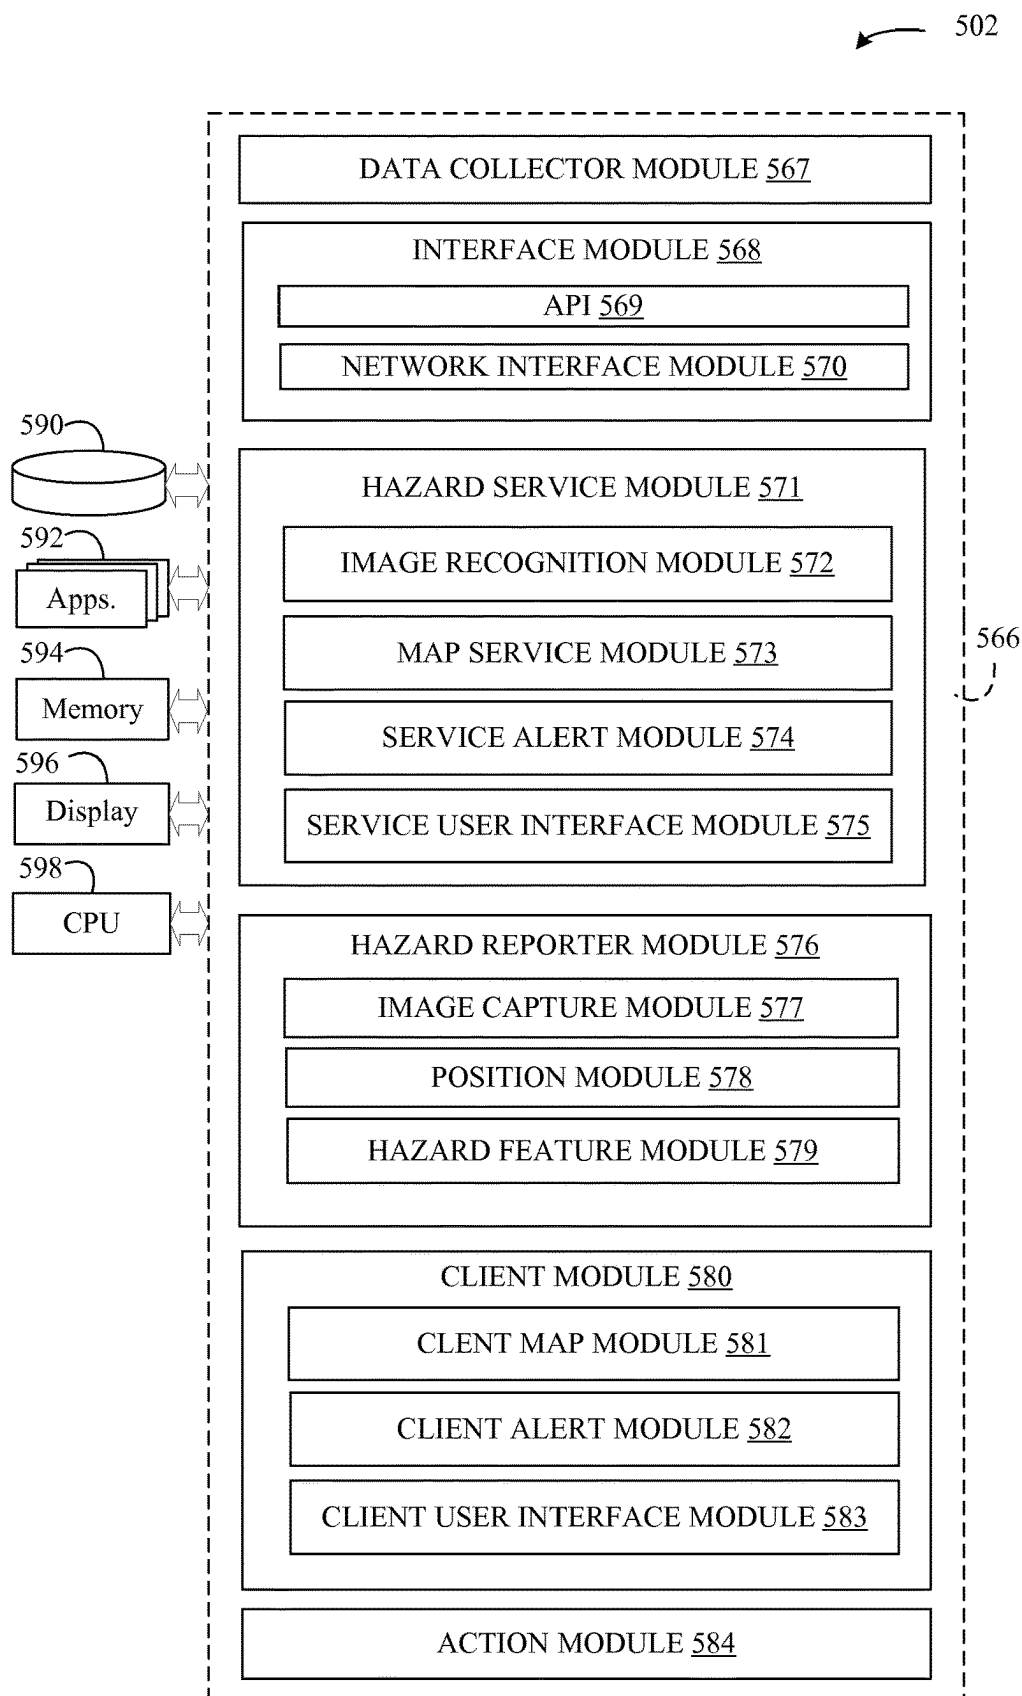 502
DATA COLLECTOR MODULE 567
INTERFACE MODULE 568
API 569
NETWORK INTERFACE MODULE 570
590
HAZARD SERVICE MODULE 571
592
IMAGE RECOGNITION MODULE 572
Apps.
594
MAP SERVICE MODULE 573
566
Memory
SERVICE ALERT MODULE 574
596
Display
SERVICE USER INTERFACE MODULE 575
598
CPU
HAZARD REPORTER MODULE 576
IMAGE CAPTURE MODULE 577
POSITION MODULE 578
HAZARD FEATURE MODULE 579
CLIENT MODULE 580
CLENT MAP MODULE 581
CLIENT ALERT MODULE 582
CLIENT USER INTERFACE MODULE 583
ACTION MODULE 584